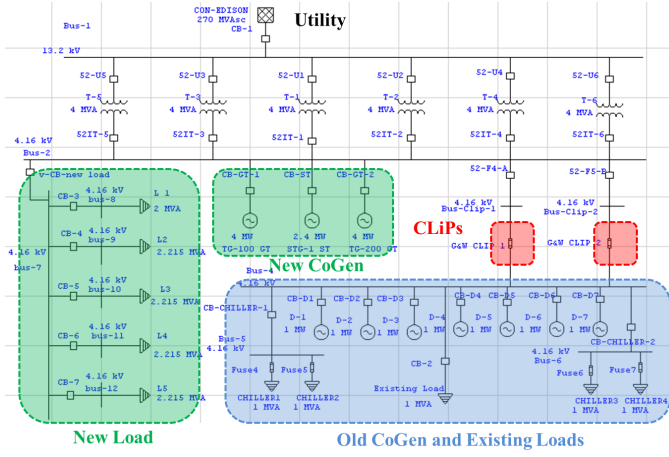 CON-EDISON
270 MVAsc
Utility
Bus-1
CB-1
13.2 kV
52-U5
52-U3
52-U1
52-U2
52-U4
52-U6
T-5
T-3
T-1
T-2
T-4
T-6
4 MVA
4 MVA
4 MVA
4 MVA
4 MVA
4 MVA
52IT-5
52IT-3
52IT-1
52IT-2
52IT-4
52IT-6
4.16 kV
Bus-2
v-CB-new load
CB-GT-1
CB-ST
CB-GT-2
52-F4-A
52-F5-B
4 MW
2.4 MW
4 MW
TG-100 GT
STG-1 ST
TG-200 GT
New CoGen
4.16 kV
Bus-Clip-1
4.16 kV
Bus-Clip-2
CLiPs
G&W CLIP 1
G&W CLIP 2
CB-3
4.16 kV
bus-8
L 1
2 MVA
CB-4
4.16 kV
bus-9
L2
2.215 MVA
4.16 kV
bus-7
CB-5
4.16 kV
bus-10
L3
2.215 MVA
CB-6
4.16 kV
bus-11
L4
2.215 MVA
CB-7
4.16 kV
bus-12
L5
2.215 MVA
New Load
Bus-4
4.16 kV
CB-CHILLER-1
CB-D1
CB-D2
CB-D3
CB-D4
CB-D5
CB-D6
CB-D7
D-1
1 MW
D-2
1 MW
D-3
1 MW
D-4
1 MW
D-5
1 MW
D-6
1 MW
D-7
1 MW
CB-CHILLER-2
Bus-5
4.16 kV
CB-2
4.16 kV
Bus-6
Fuse4
Fuse5
Fuse6
Fuse7
CHILLER1
1 MVA
CHILLER2
1 MVA
Existing Load
1 MVA
CHILLER3
1 MVA
CHILLER4
1 MVA
Old CoGen and Existing Loads